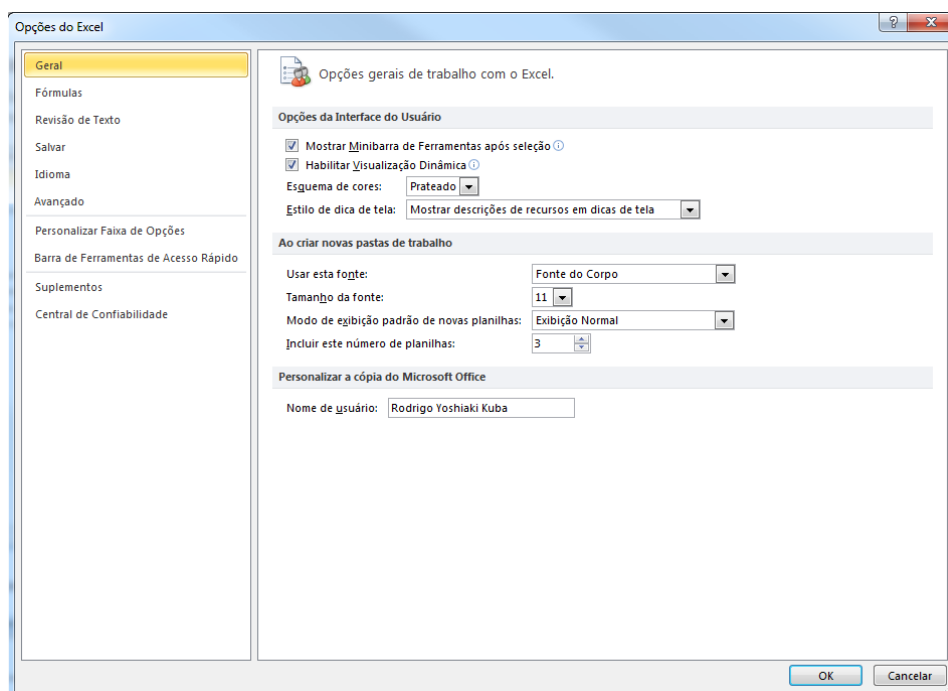 Opções do Excel
Geral
Fórmulas
Revisão de Texto
Salvar
Idioma
Avançado
Personalizar Faixa de Opções
Barra de Ferramentas de Acesso Rápido
Suplementos
Central de Confiabilidade
Opções gerais de trabalho com o Excel.
Opções da Interface do Usuário
Mostrar Minibarra de Ferramentas após seleção
Habilitar Visualização Dinâmica
Esquema de cores: Prateado
Estilo de dica de tela: Mostrar descrições de recursos em dicas de tela
Ao criar novas pastas de trabalho
Usar esta fonte: Fonte do Corpo
Tamanho da fonte: 11
Modo de exibição padrão de novas planilhas: Exibição Normal
Incluir este número de planilhas: 3
Personalizar a cópia do Microsoft Office
Nome de usuário: Rodrigo Yoshiaki Kuba
OK Cancelar